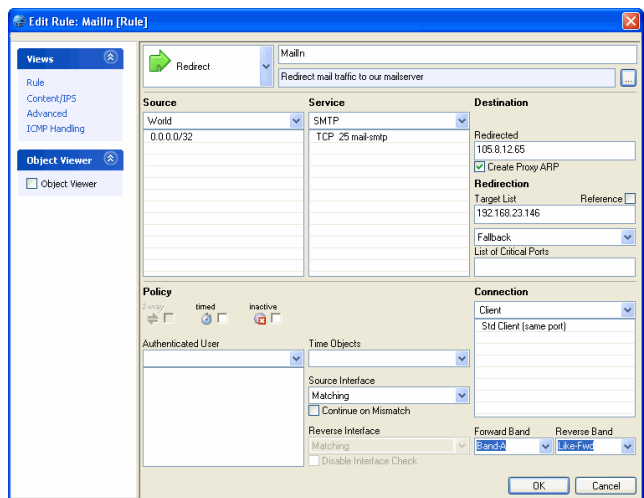 Edit Rule: MailIn [Rule]
Views
Rule
Content/IPS
Advanced
ICMP Handling
Object Viewer
Object Viewer
Redirect
MailIn
Redirect mail traffic to our mailserver
...
Source
Service
Destination
World
SMTP
0.0.0.0/32
TCP 25 mail-smtp
Redirected
105.8.12.65
Create Proxy ARP
Redirection
Target List
Reference
192.168.23.146
Fallback
List of Critical Ports
Policy
2-way
timed
inactive
Connection
Client
Std Client (same port)
Authenticated User
Time Objects
Source Interface
Matching
Continue on Mismatch
Reverse Interface
Matching
Disable Interface Check
Forward Band
Reverse Band
Band-A
Like-Fwd
OK
Cancel